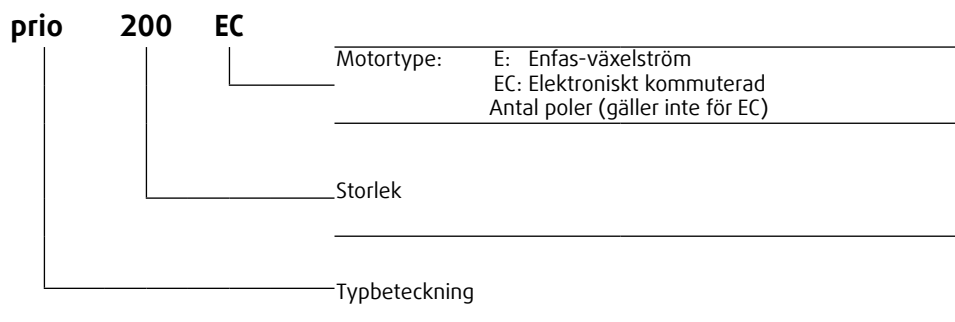 prio 200 EC
Motortype: E: Enfas-växelström
EC: Elektroniskt kommuterad
Antal poler (gäller inte för EC)
Storlek
Typbeteckning